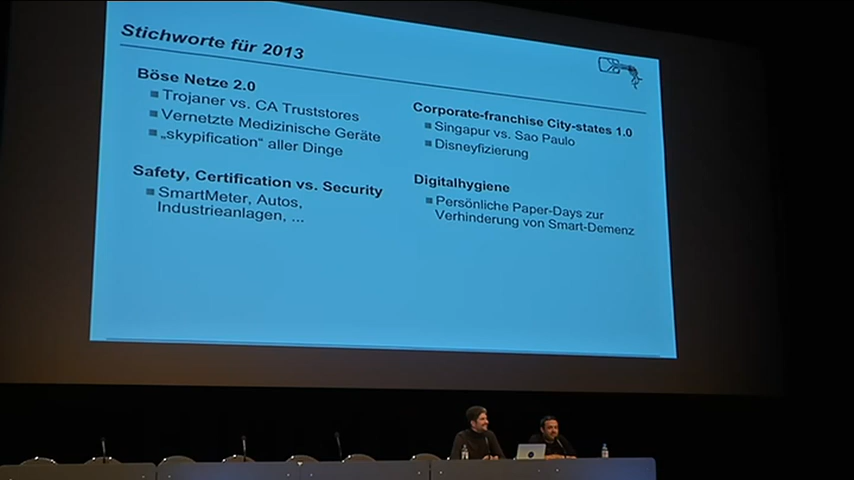 Stichworte für 2013
Böse Netze 2.0
Trojaner vs. CA Truststores
Vernetzte Medizinische Geräte
„skypification“ aller Dinge
Safety, Certification vs. Security
SmartMeter, Autos,
Industrieanlagen, ...
Corporate-franchise City-states 1.0
Singapur vs. Sao Paulo
Disneyfizierung
Digitalhygiene
Persönliche Paper-Days zur
Verhinderung von Smart-Demenz